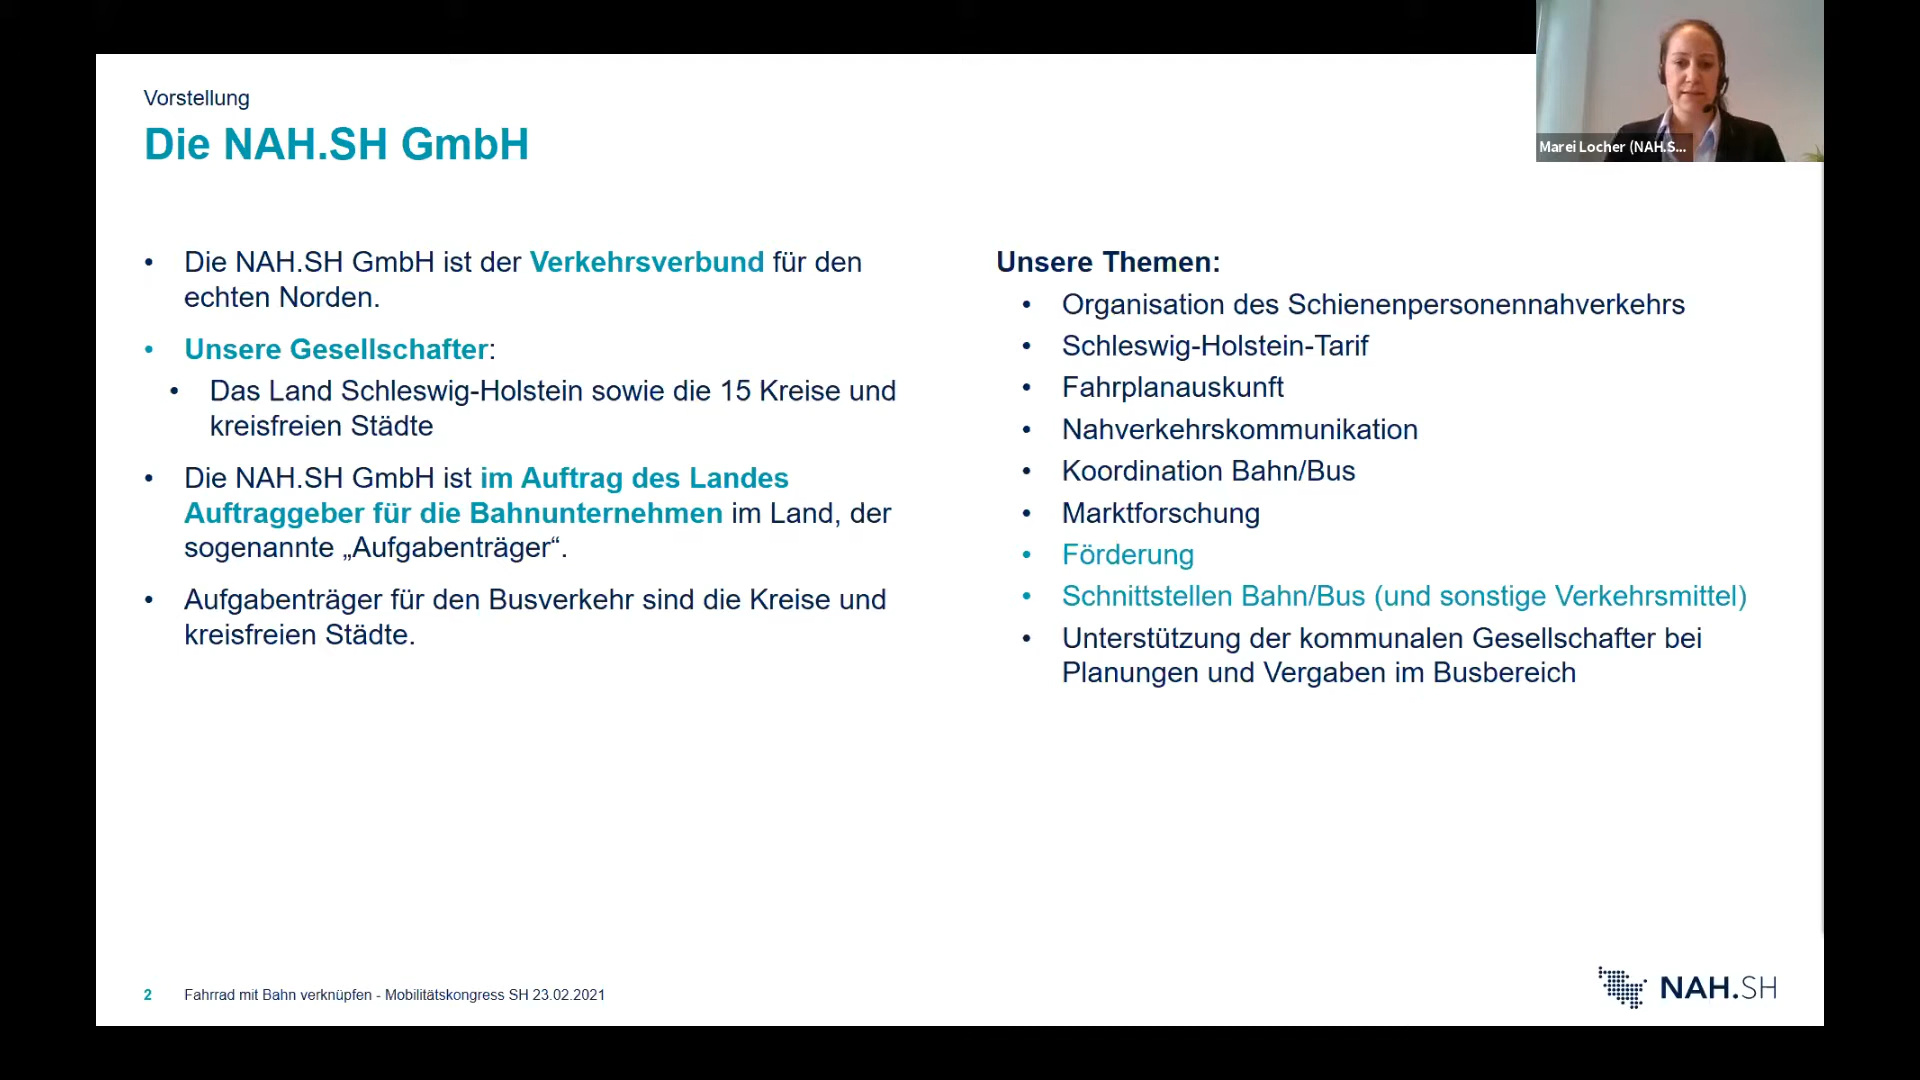 Vorstellung
Die NAH.SH GmbH
Marei Locher (NAH.S...
• Die NAH.SH GmbH ist der Verkehrsverbund für den
echten Norden.
• Unsere Gesellschafter:
• Das Land Schleswig-Holstein sowie die 15 Kreise und
kreisfreien Städte
• Die NAH.SH GmbH ist im Auftrag des Landes
Auftraggeber für die Bahnunternehmen im Land, der
sogenannte „Aufgabenträger“.
• Aufgabenträger für den Busverkehr sind die Kreise und
kreisfreien Städte.
Unsere Themen:
• Organisation des Schienenpersonennahverkehrs
• Schleswig-Holstein-Tarif
• Fahrplanauskunft
• Nahverkehrskommunikation
• Koordination Bahn/Bus
• Marktforschung
• Förderung
• Schnittstellen Bahn/Bus (und sonstige Verkehrsmittel)
• Unterstützung der kommunalen Gesellschafter bei
Planungen und Vergaben im Busbereich
2 Fahrrad mit Bahn verknüpfen - Mobilitätskongress SH 23.02.2021
NAH.SH